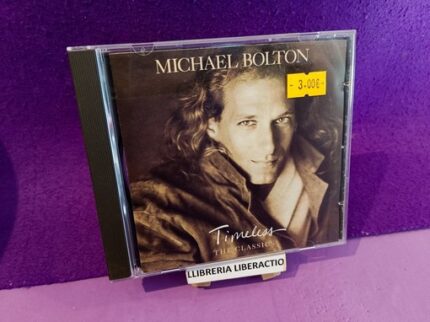 MICHAEL BOLTON
- 3,00€ -
Timeless
THE CLASSICS
LLIBRERIA LIBERACTIO